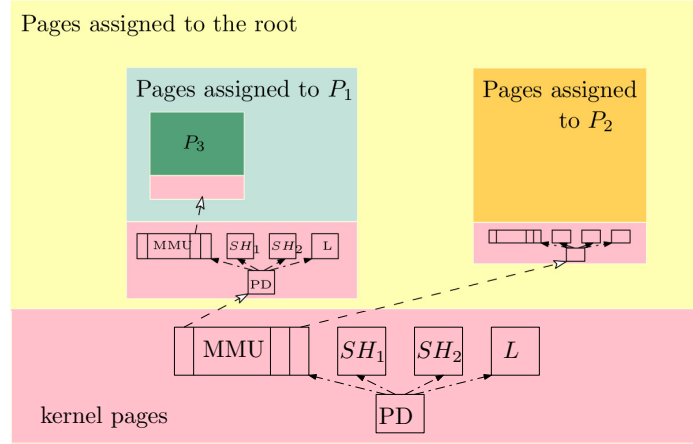 Pages assigned to the root
Pages assigned to P1
Pages assigned
to P2
P3
MMU SH1 SH2 L
PD
MMU SH1 SH2 L
PD
kernel pages